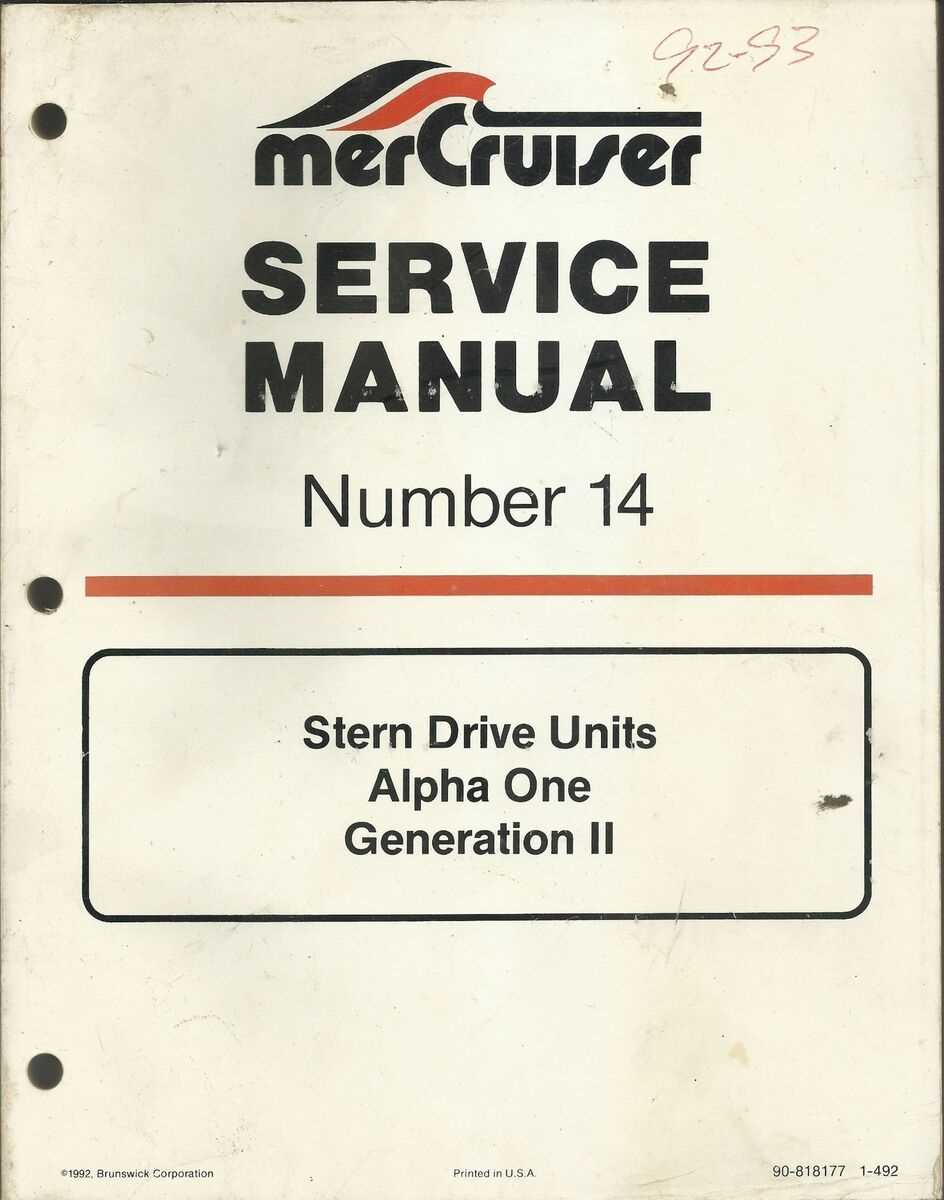 92-93
merCruiser
SERVICE
MANUAL
Number 14
Stern Drive Units
Alpha One
Generation II
©1992, Brunswick Corporation
Printed in U.S.A.
90-818177 1-492